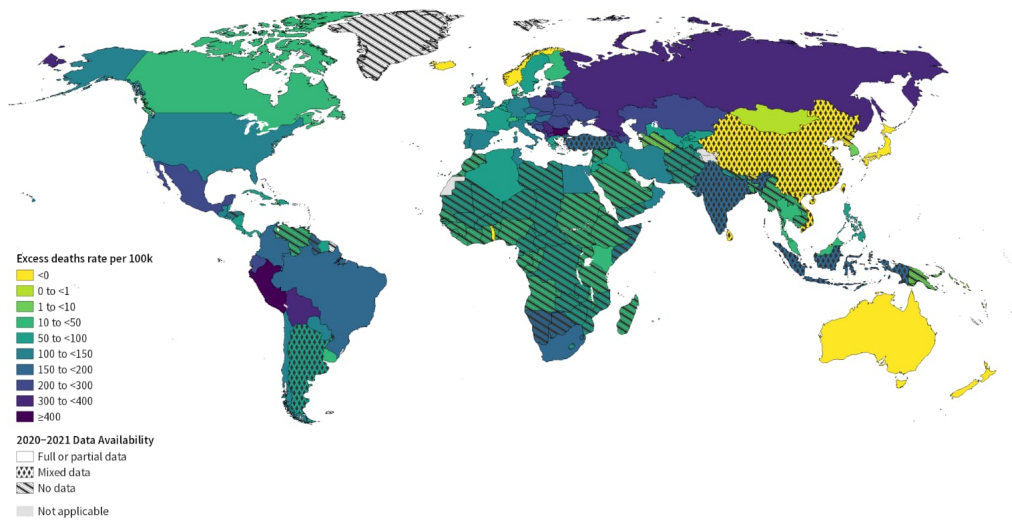 Excess deaths rate per 100k
<0
0 to <1
1 to <10
10 to <50
50 to <100
100 to <150
150 to <200
200 to <300
300 to <400
≥400
2020–2021 Data Availability
Full or partial data
Mixed data
No data
Not applicable